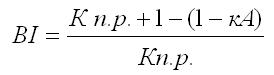 BI = (К п.р. + 1 – (1 – кА)) / Кп.р.